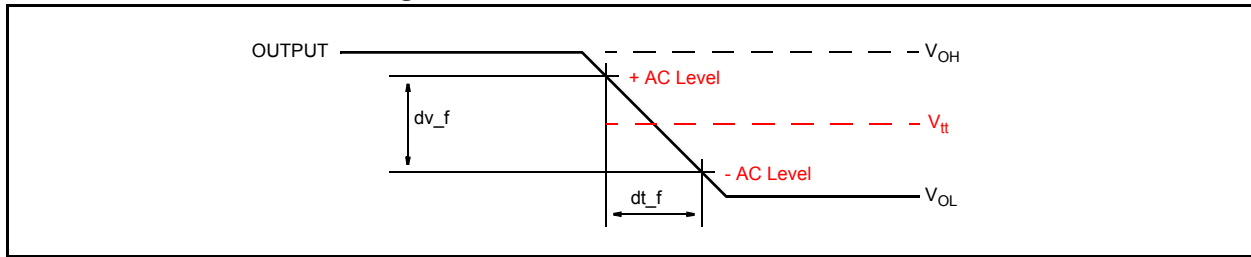 OUTPUT
V_OH
+ AC Level
dv_f
V_tt
- AC Level
dt_f
V_OL